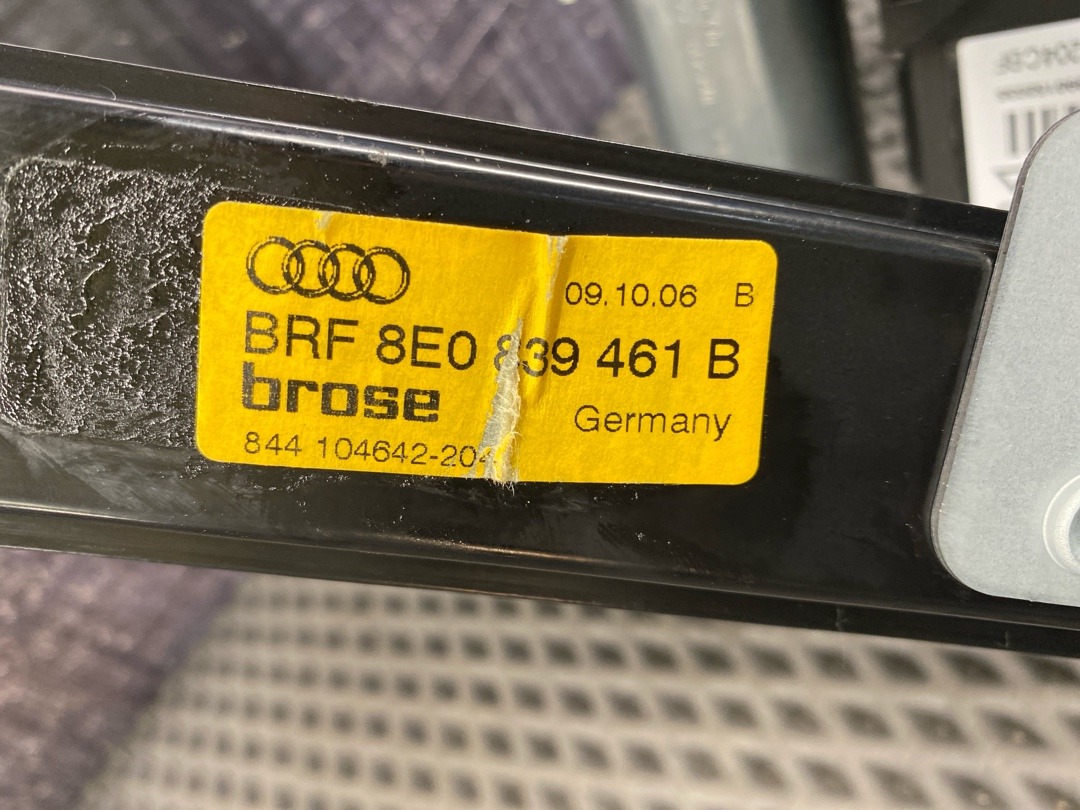 09.10.06 B
BRF 8E0 839 461 B
brose
Germany
844 104642-204